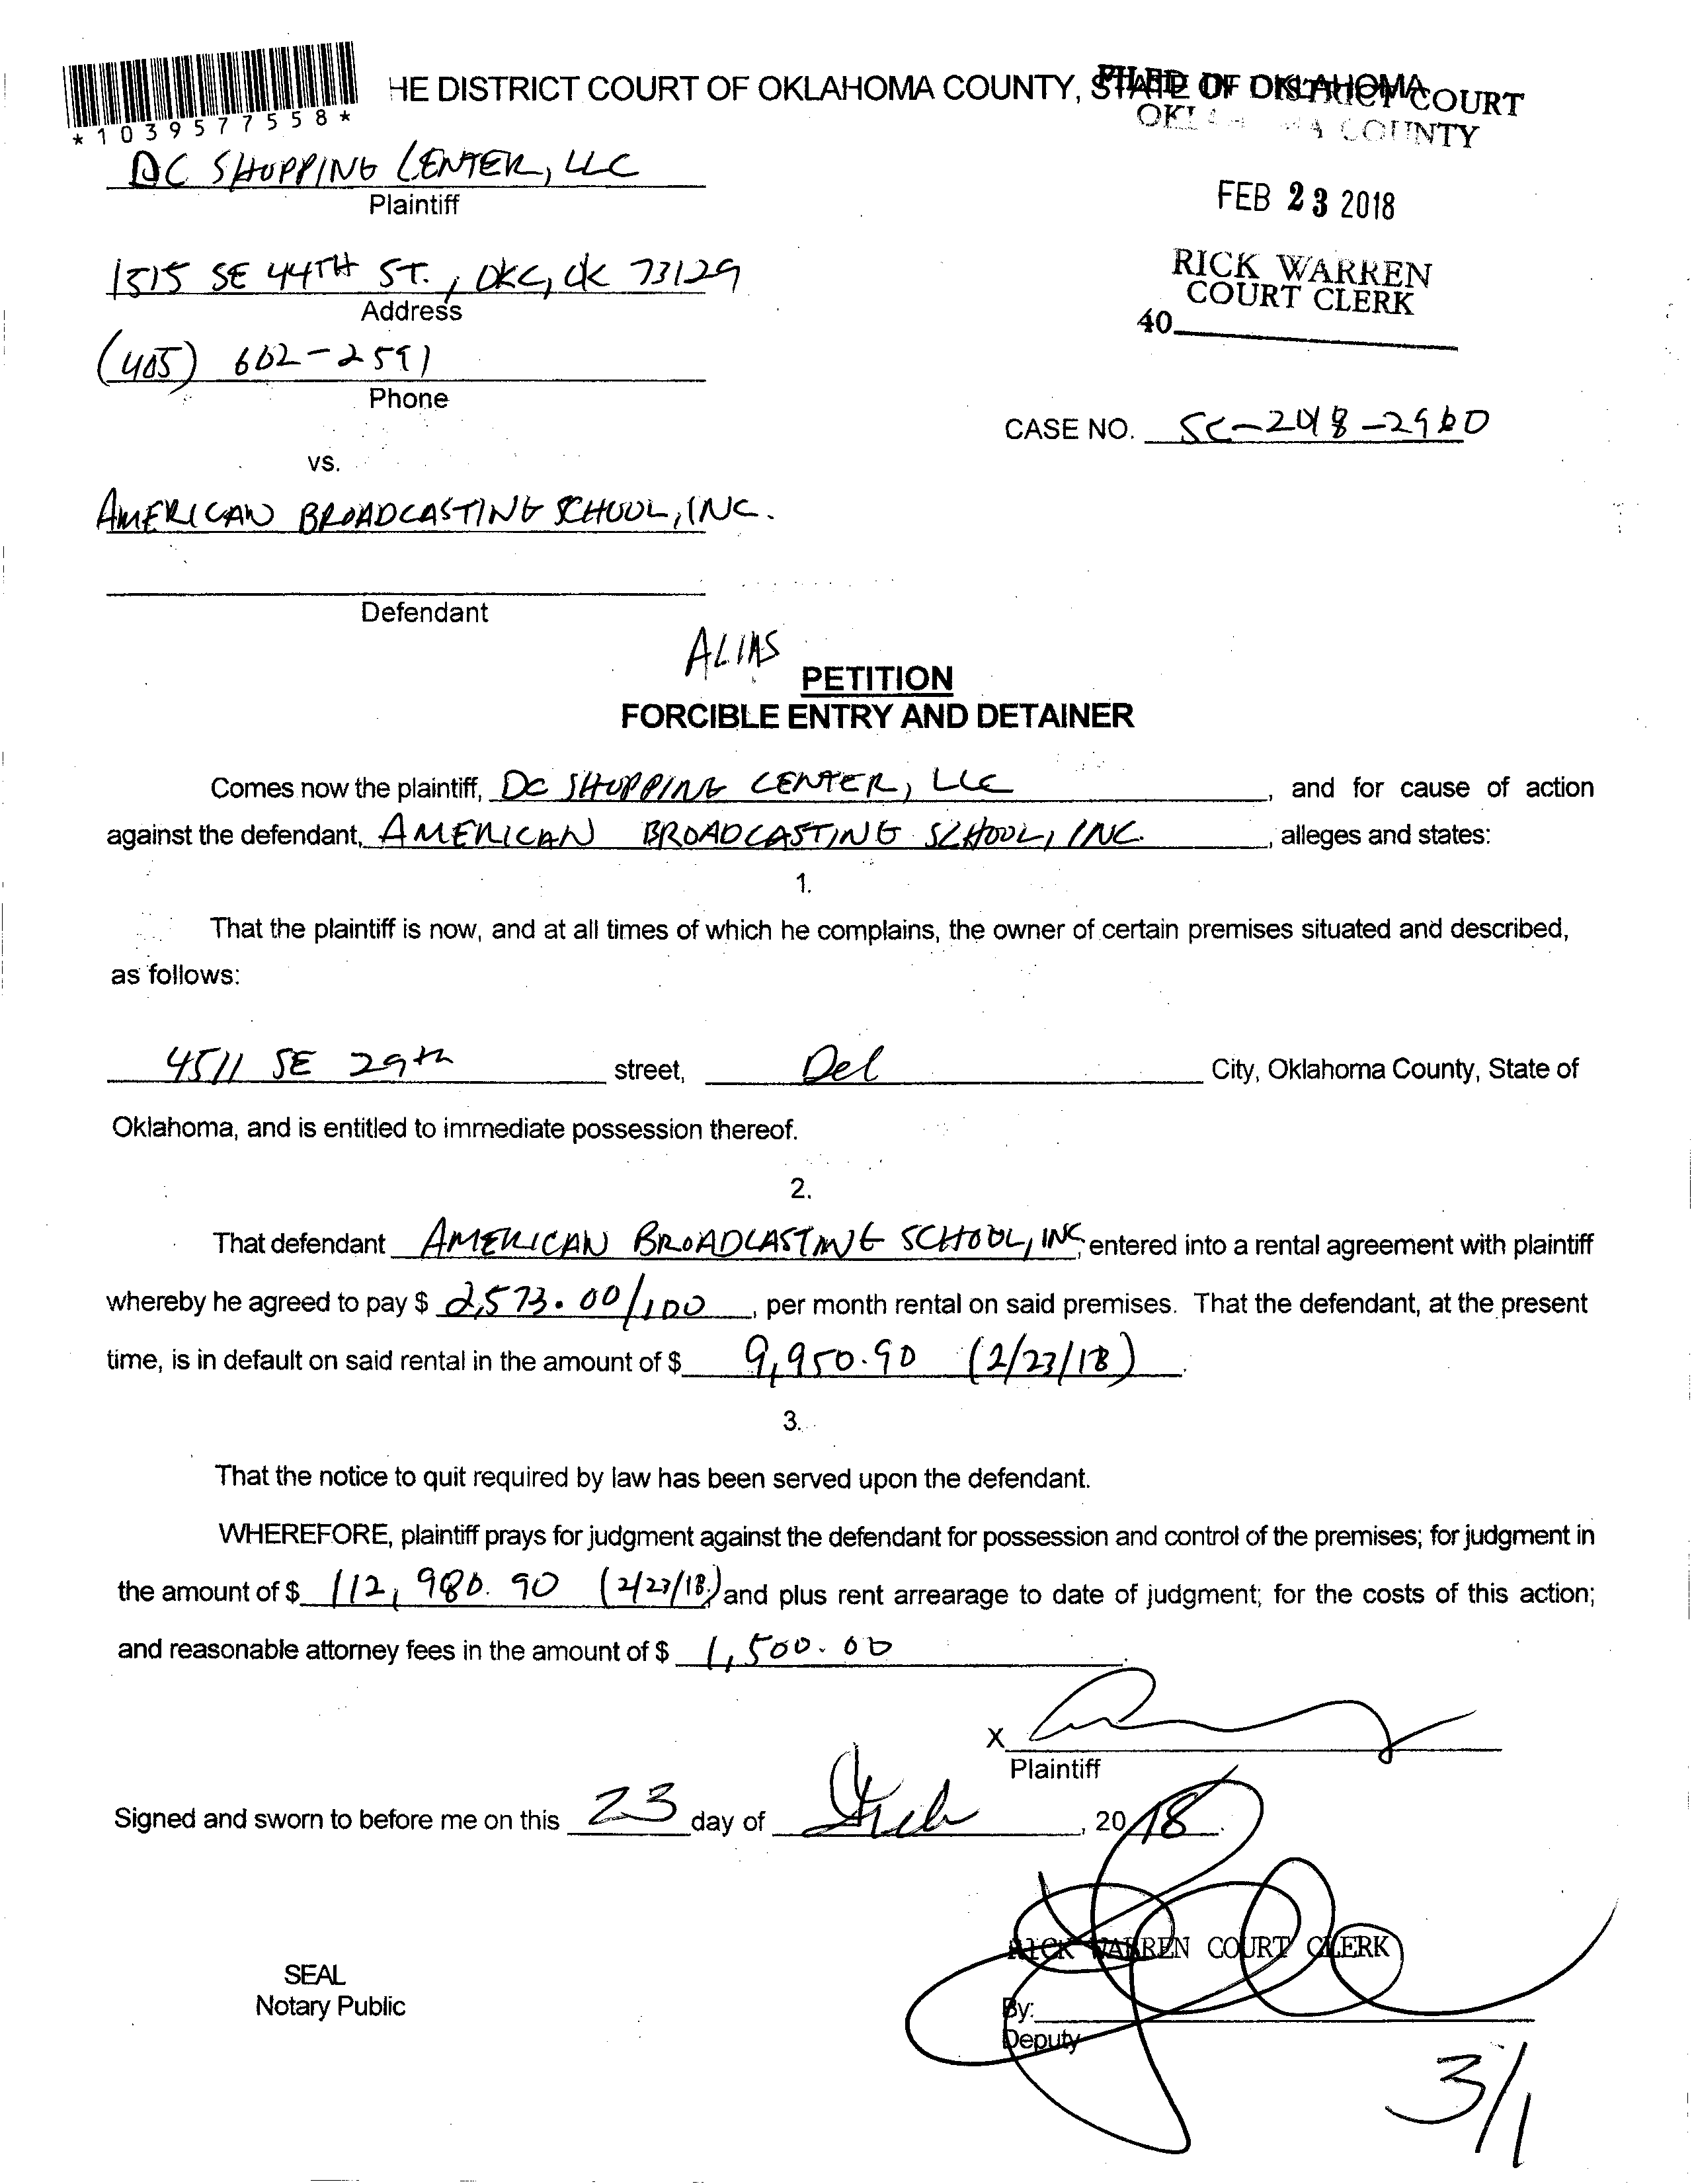 *1039577558*
HE DISTRICT COURT OF OKLAHOMA COUNTY, STATE OF OKLAHOMA
FILED IN DISTRICT COURT
COUNTY
DC SHOPPING CENTER, LLC
Plaintiff
FEB 23 2018
1515 SE 44TH ST., OKC, OK 73129
Address
RICK WARREN
COURT CLERK
40
(405) 602-2591
Phone
CASE NO. SC-2018-2960
vs.
AMERICAN BROADCASTING SCHOOL, INC.
Defendant
ALIAS
PETITION
FORCIBLE ENTRY AND DETAINER
Comes now the plaintiff, DC SHOPPING CENTER, LLC, and for cause of action
against the defendant, AMERICAN BROADCASTING SCHOOL, INC., alleges and states:
1.
That the plaintiff is now, and at all times of which he complains, the owner of certain premises situated and described,
as follows:
4511 SE 29th street, Del City, Oklahoma County, State of
Oklahoma, and is entitled to immediate possession thereof.
2.
That defendant AMERICAN BROADCASTING SCHOOL, INC, entered into a rental agreement with plaintiff
whereby he agreed to pay $ 2,573.00/100, per month rental on said premises. That the defendant, at the present
time, is in default on said rental in the amount of $ 9,950.90 (2/23/18).
3.
That the notice to quit required by law has been served upon the defendant.
WHEREFORE, plaintiff prays for judgment against the defendant for possession and control of the premises; for judgment in
the amount of $ 112,980.90 (2/23/18) and plus rent arrearage to date of judgment; for the costs of this action;
and reasonable attorney fees in the amount of $ 1,500.00.
X
Plaintiff
Signed and sworn to before me on this 23 day of Feb, 2018.
RICK WARREN COURT CLERK
SEAL
Notary Public
By:
Deputy
3/1